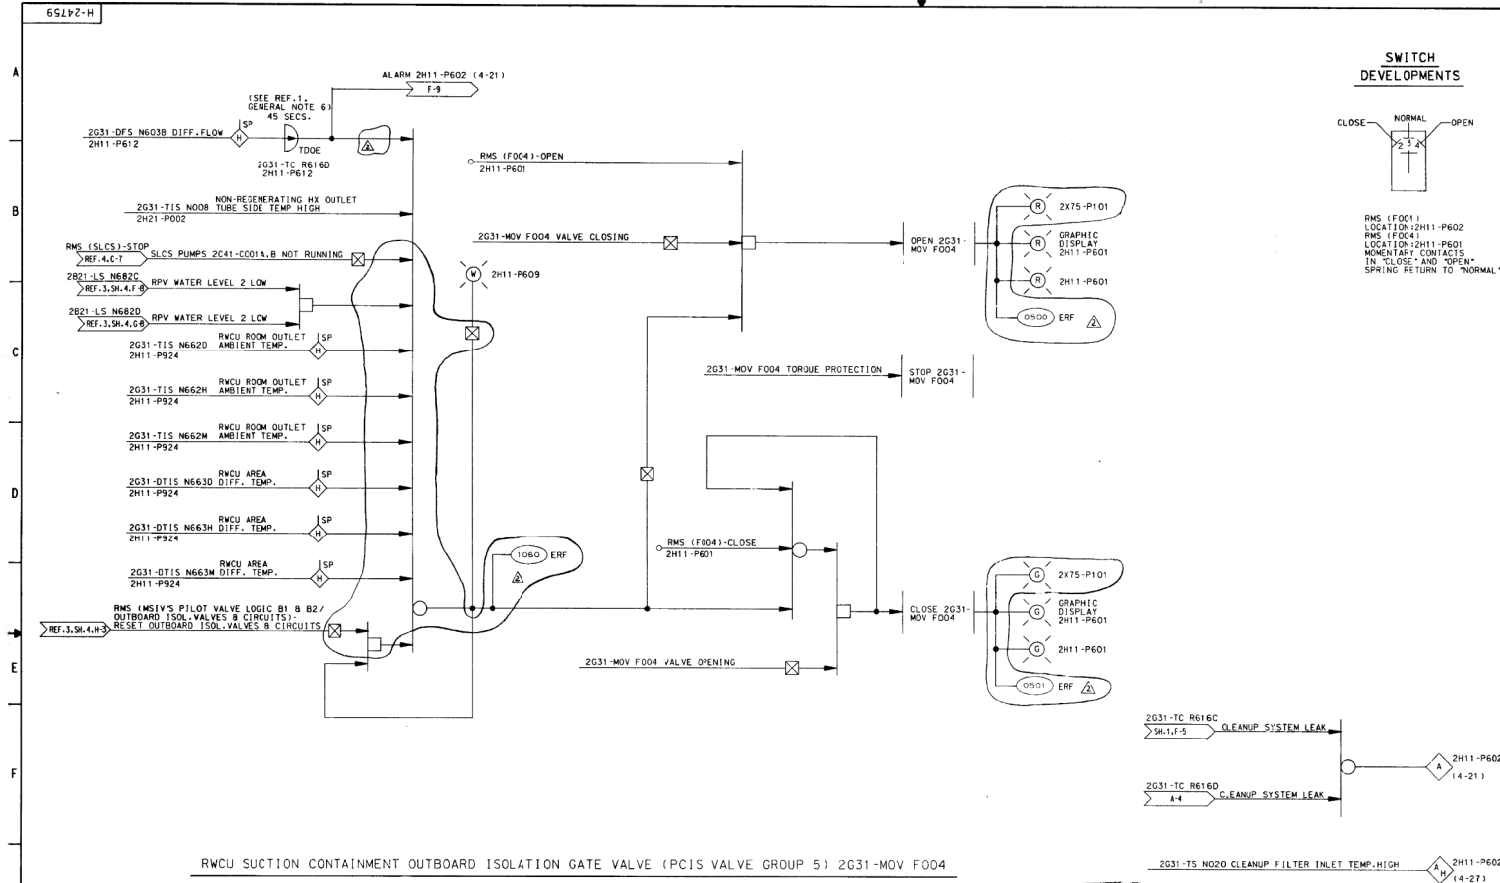 H-24759
A
B
C
D
E
F
ALARM 2H11-P602 (4-21)
F-9
(SEE REF.1,
GENERAL NOTE 6)
45 SECS.
SP
2G31-DFS N603B DIFF.FLOW
H
2H11-P612
TDOE
2
2G31-TC R616D
2H11-P612
NON-REGENERATING HX OUTLET
2G31-TIS N008 TUBE SIDE TEMP HIGH
2H21-P002
RMS (SLCS)-STOP
REF.4,C-7
SLCS PUMPS 2C41-C001A,B NOT RUNNING
2B21-LS N682C
REF.3,SH.4,F-8
RPV WATER LEVEL 2 LOW
2B21-LS N682D
REF.3,SH.4,G-8
RPV WATER LEVEL 2 LOW
RWCU ROOM OUTLET
SP
2G31-TIS N662D AMBIENT TEMP.
H
2H11-P924
RWCU ROOM OUTLET
SP
2G31-TIS N662H AMBIENT TEMP.
H
2H11-P924
RWCU ROOM OUTLET
SP
2G31-TIS N662M AMBIENT TEMP.
H
2H11-P924
RWCU AREA
SP
2G31-DTIS N663D DIFF. TEMP.
H
2H11-P924
RWCU AREA
SP
2G31-DTIS N663H DIFF. TEMP.
H
2H11-P924
RWCU AREA
SP
2G31-DTIS N663M DIFF. TEMP.
H
2H11-P924
RMS (MSIV'S PILOT VALVE LOGIC B1 & B2/
OUTBOARD ISOL.VALVES & CIRCUITS)-
REF.3,SH.4,H-3
RESET OUTBOARD ISOL.VALVES & CIRCUITS
RMS (F004)-OPEN
2H11-P601
2G31-MOV F004 VALVE CLOSING
W
2H11-P609
OPEN 2G31-
MOV F004
R
2X75-P101
R
GRAPHIC
DISPLAY
2H11-P601
R
2H11-P601
0500
ERF
2
2G31-MOV F004 TORQUE PROTECTION
STOP 2G31-
MOV F004
RMS (F004)-CLOSE
2H11-P601
1060
ERF
2
CLOSE 2G31-
MOV F004
2G31-MOV F004 VALVE OPENING
G
2X75-P101
G
GRAPHIC
DISPLAY
2H11-P601
G
2H11-P601
0501
ERF
2
SWITCH
DEVELOPMENTS
NORMAL
CLOSE
OPEN
2 3 4
RMS (F001)
LOCATION:2H11-P602
RMS (F004)
LOCATION:2H11-P601
MOMENTARY CONTACTS
IN "CLOSE" AND "OPEN"
SPRING RETURN TO "NORMAL"
2G31-TC R616C
SH.1,F-5
CLEANUP SYSTEM LEAK
A
2H11-P602
(4-21)
2G31-TC R616D
A-4
CLEANUP SYSTEM LEAK
2G31-TS N020 CLEANUP FILTER INLET TEMP.HIGH
A
H
2H11-P602
(4-27)
RWCU SUCTION CONTAINMENT OUTBOARD ISOLATION GATE VALVE (PCIS VALVE GROUP 5) 2G31-MOV F004